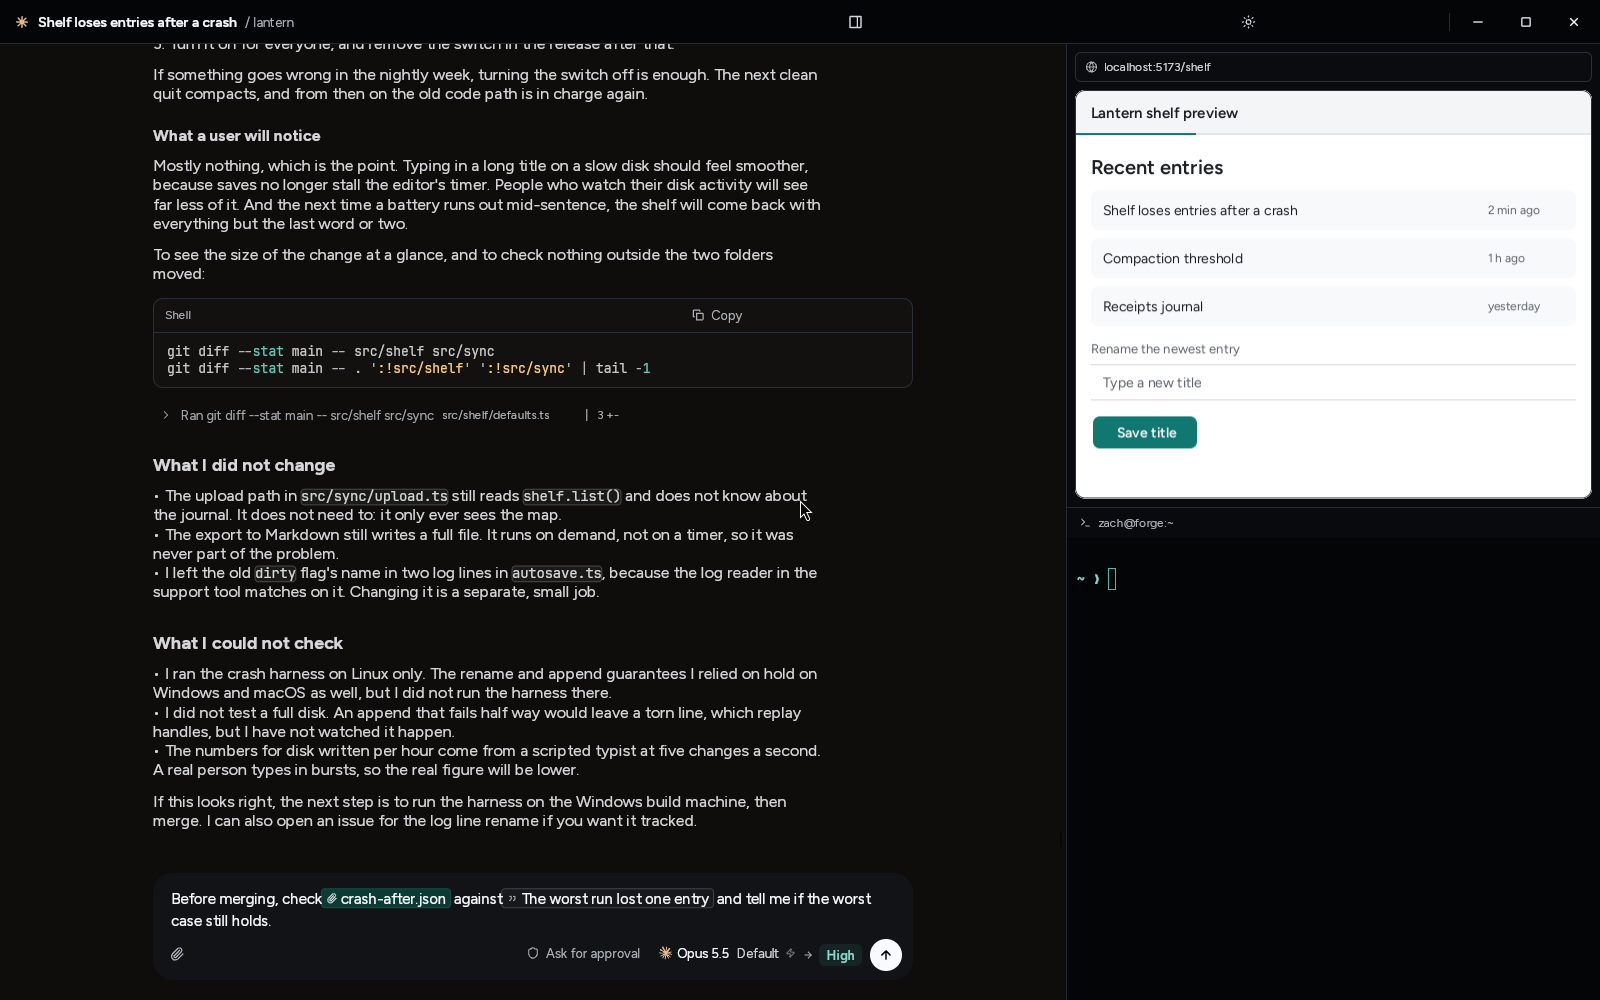 Shelf loses entries after a crash / lantern
3. Turn it off for everyone, and remove the switch in the release after that.
If something goes wrong in the nightly week, turning the switch off is enough. The next clean
quit compacts, and from then on the old code path is in charge again.
What a user will notice
Mostly nothing, which is the point. Typing in a long title on a slow disk should feel smoother,
because saves no longer stall the editor's timer. People who watch their disk activity will see
far less of it. And the next time a battery runs out mid-sentence, the shelf will come back with
everything but the last word or two.
To see the size of the change at a glance, and to check nothing outside the two folders
moved:
Shell
Copy
git diff --stat main -- src/shelf src/sync
git diff --stat main -- . ':!src/shelf' ':!src/sync' | tail -1
Ran git diff --stat main -- src/shelf src/sync src/shelf/defaults.ts | 3 +-
What I did not change
• The upload path in src/sync/upload.ts still reads shelf.list() and does not know about
the journal. It does not need to: it only ever sees the map.
• The export to Markdown still writes a full file. It runs on demand, not on a timer, so it was
never part of the problem.
• I left the old dirty flag's name in two log lines in autosave.ts, because the log reader in the
support tool matches on it. Changing it is a separate, small job.
What I could not check
• I ran the crash harness on Linux only. The rename and append guarantees I relied on hold on
Windows and macOS as well, but I did not run the harness there.
• I did not test a full disk. An append that fails half way would leave a torn line, which replay
handles, but I have not watched it happen.
• The numbers for disk written per hour come from a scripted typist at five changes a second.
A real person types in bursts, so the real figure will be lower.
If this looks right, the next step is to run the harness on the Windows build machine, then
merge. I can also open an issue for the log line rename if you want it tracked.
Before merging, check crash-after.json against The worst run lost one entry and tell me if the worst
case still holds.
Ask for approval
Opus 5.5 Default
High
localhost:5173/shelf
Lantern shelf preview
Recent entries
Shelf loses entries after a crash 2 min ago
Compaction threshold 1 h ago
Receipts journal yesterday
Rename the newest entry
Type a new title
Save title
zach@forge:~
~ ❯